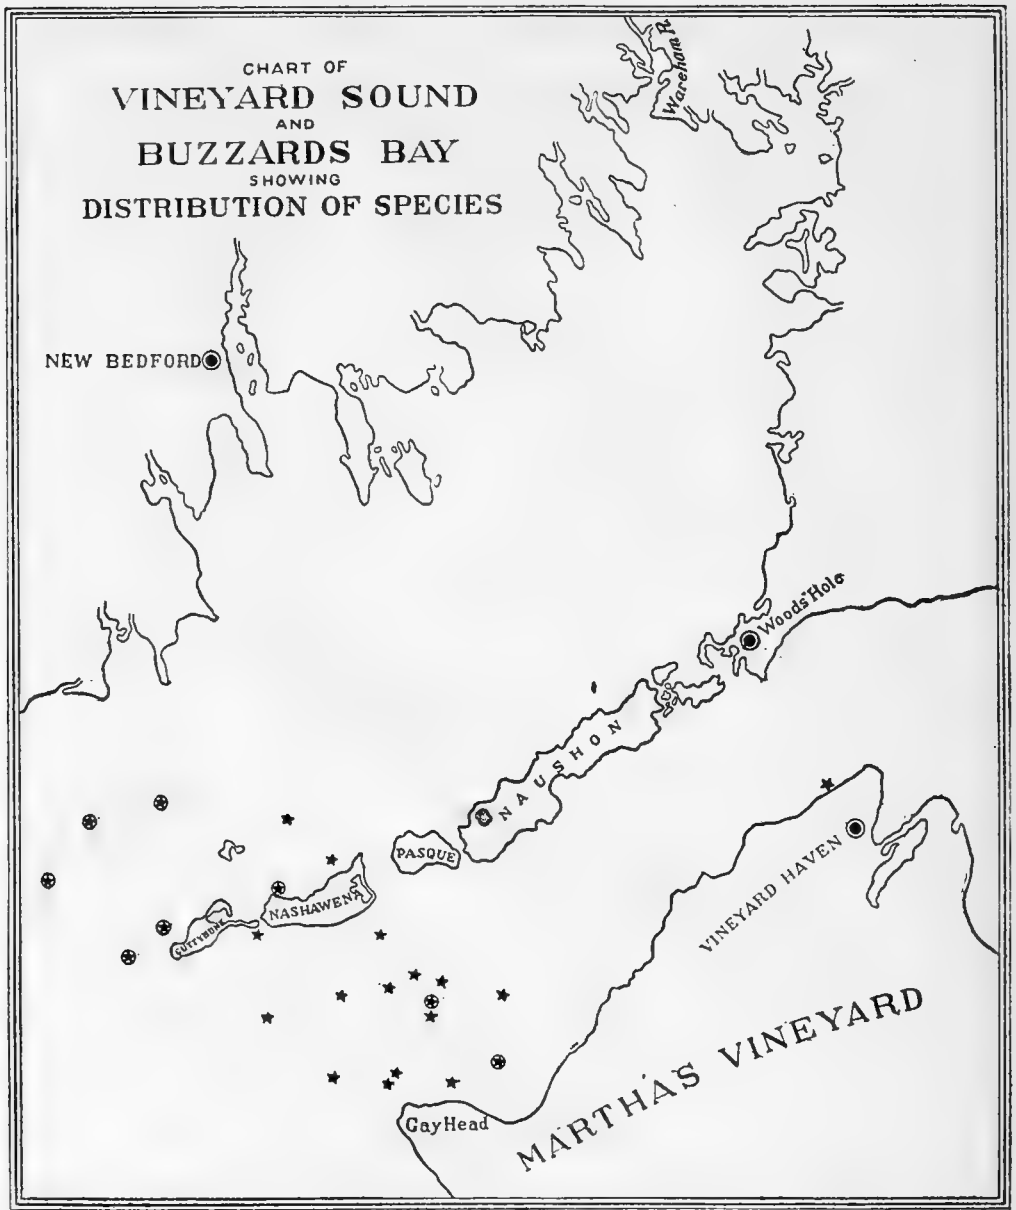 CHART OF
VINEYARD SOUND
AND
BUZZARDS BAY
SHOWING
DISTRIBUTION OF SPECIES
Wareham R.
NEW BEDFORD
Woods Hole
NAUSHON
PASQUE
NASHAWENA
CUTTYHUNK
VINEYARD HAVEN
MARTHAS VINEYARD
Gay Head